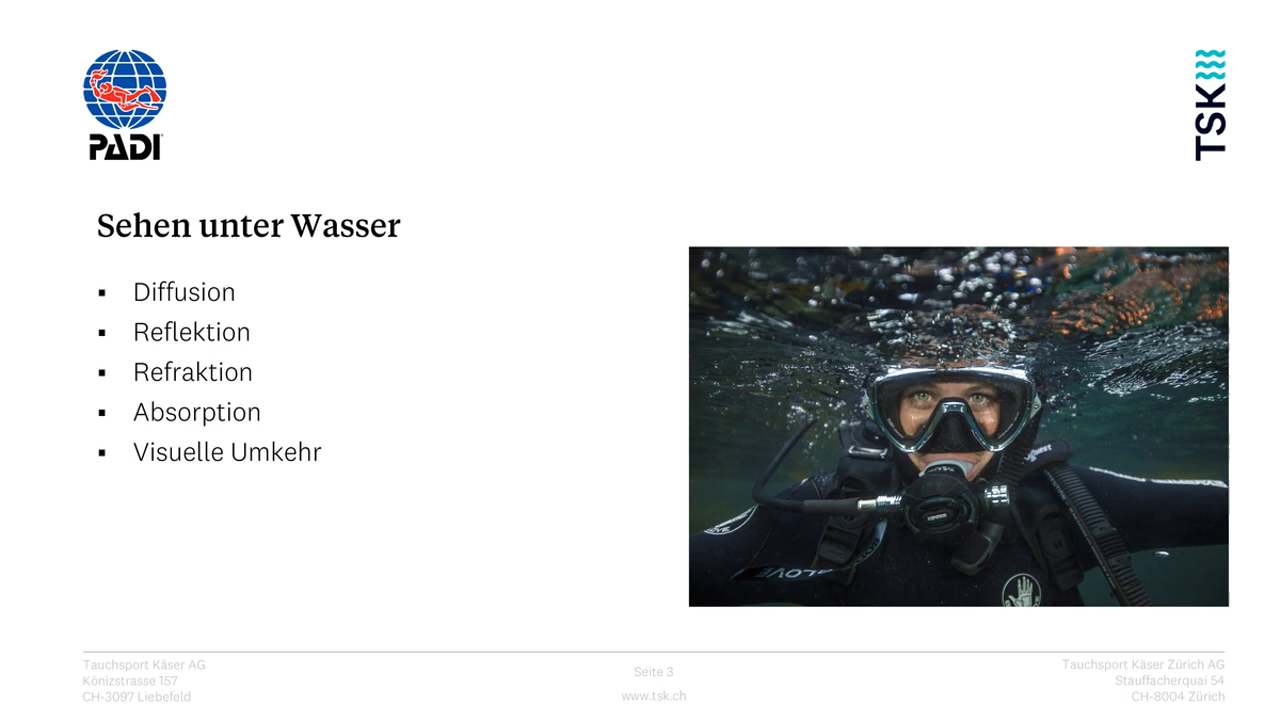 PADI
TSK
Sehen unter Wasser
▪ Diffusion
▪ Reflektion
▪ Refraktion
▪ Absorption
▪ Visuelle Umkehr
Tauchsport Käser AG
Könizstrasse 157
CH-3097 Liebefeld
Seite 3
www.tsk.ch
Tauchsport Käser Zürich AG
Stauffacherquai 54
CH-8004 Zürich